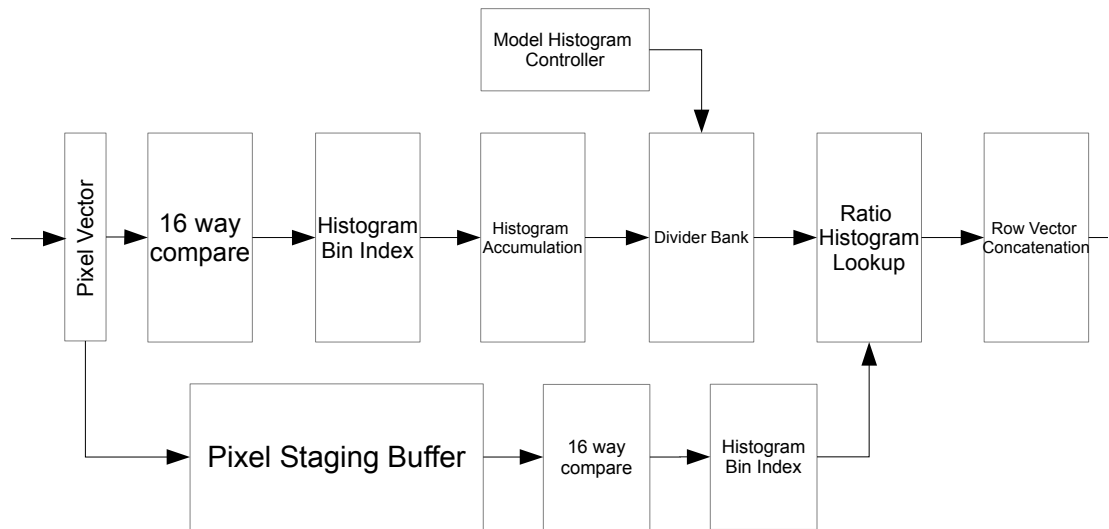 Model Histogram
Controller
Pixel Vector
16 way
compare
Histogram
Bin Index
Histogram
Accumulation
Divider Bank
Ratio
Histogram
Lookup
Row Vector
Concatenation
Pixel Staging Buffer
16 way
compare
Histogram
Bin Index